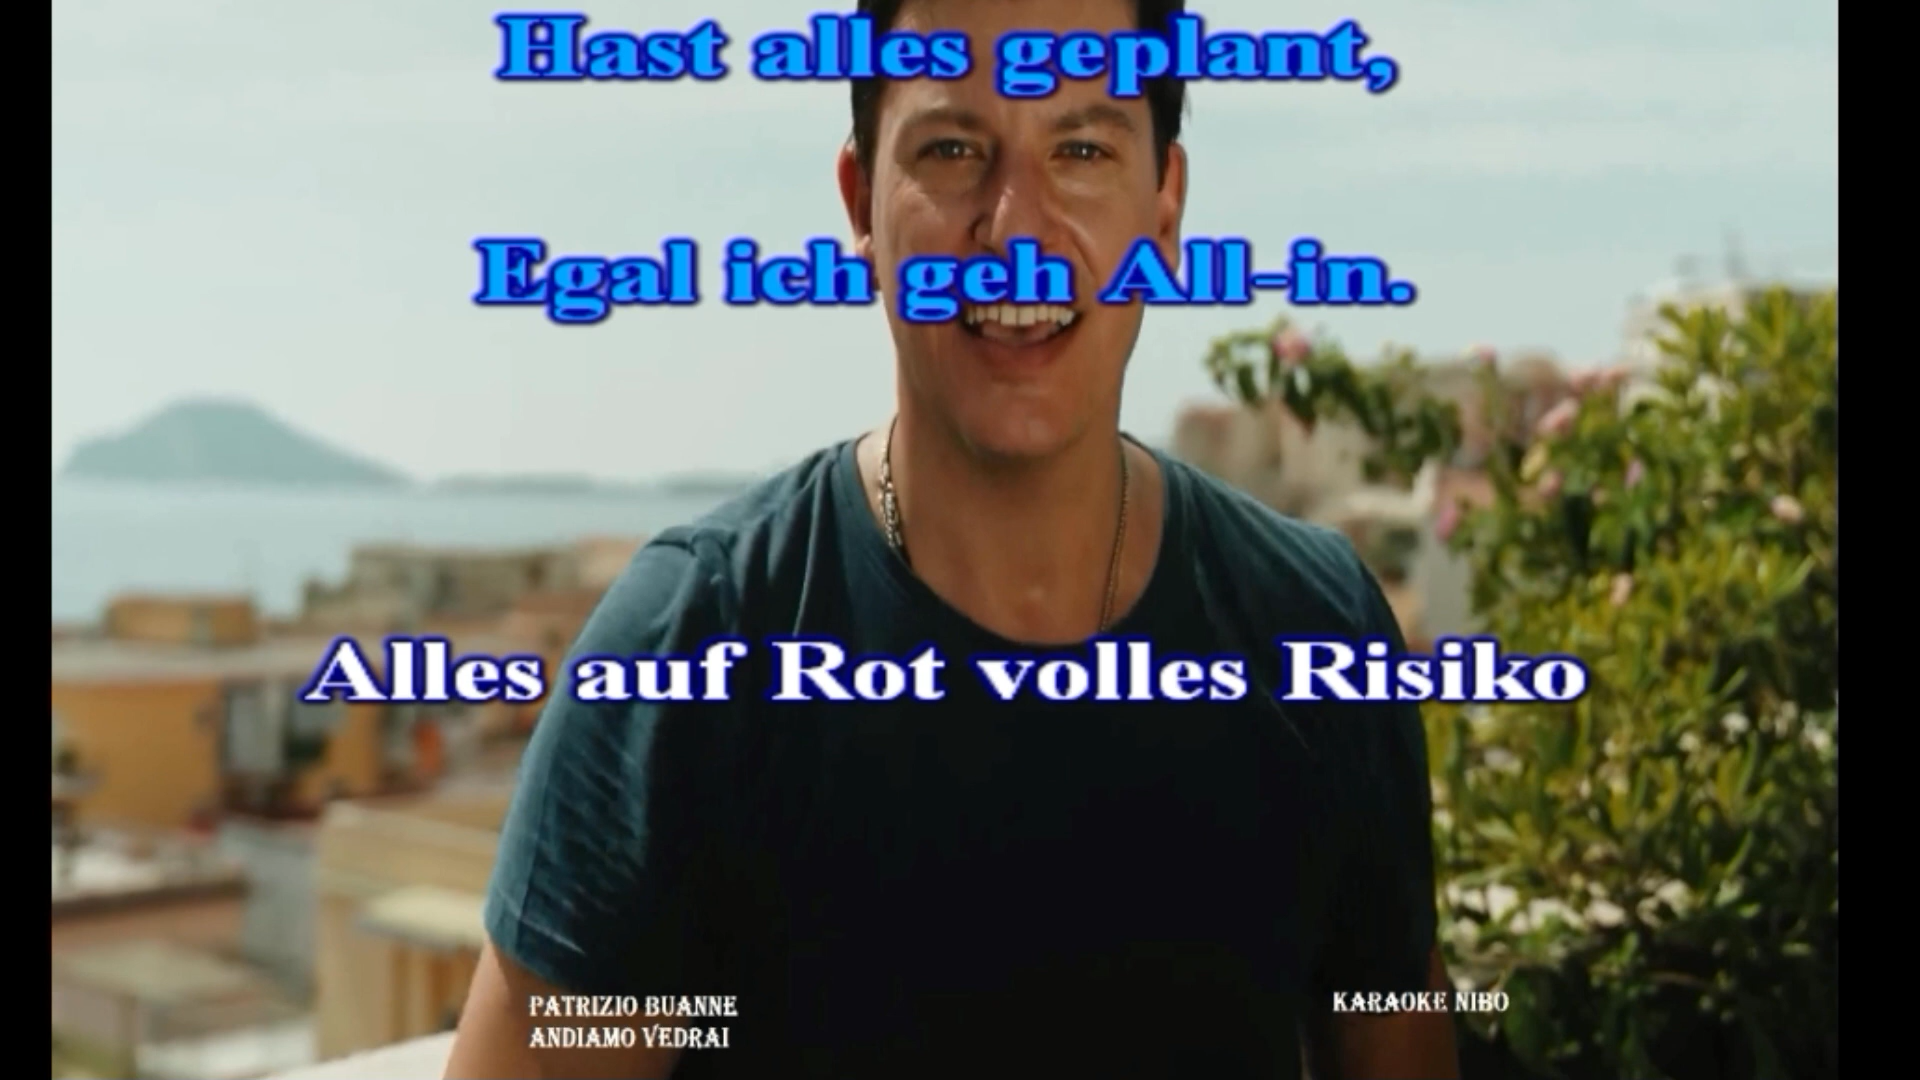 Hast alles geplant,
Egal ich geh All-in.
Alles auf Rot volles Risiko
PATRIZIO BUANNE
ANDIAMO VEDRAI
KARAOKE NIBO